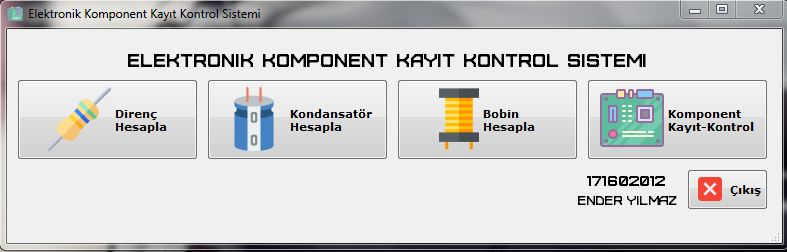 Elektronik Komponent Kayıt Kontrol Sistemi
ELEKTRONIK KOMPONENT KAYIT KONTROL SISTEMI
Direnç
Hesapla
Kondansatör
Hesapla
Bobin
Hesapla
Komponent
Kayıt-Kontrol
171602012
ENDER YILMAZ
Çıkış